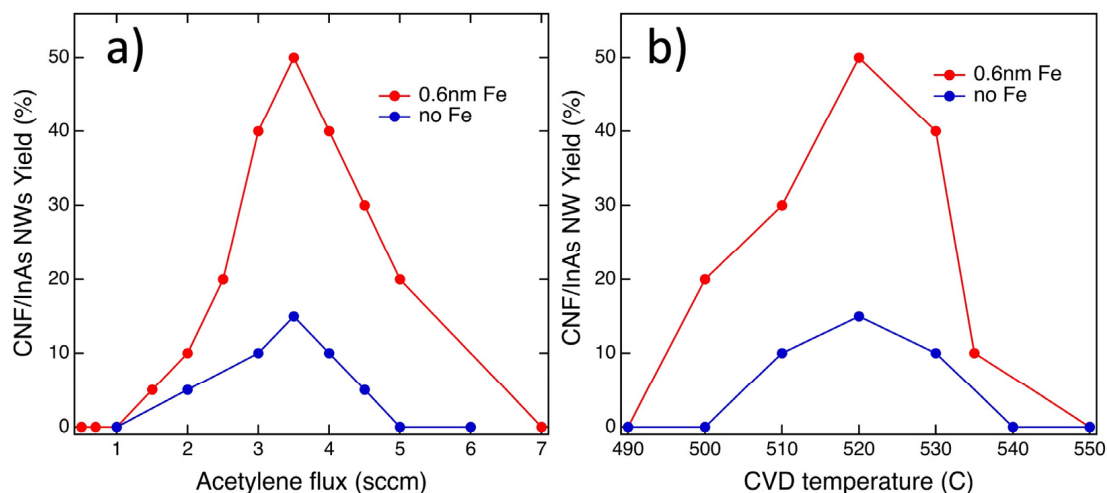 a)
0.6nm Fe
no Fe
CNF/InAs NWs Yield (%)
50
40
30
20
10
0
1 2 3 4 5 6 7
Acetylene flux (sccm)
b)
0.6nm Fe
no Fe
CNF/InAs NW Yield (%)
50
40
30
20
10
0
490 500 510 520 530 540 550
CVD temperature (C)